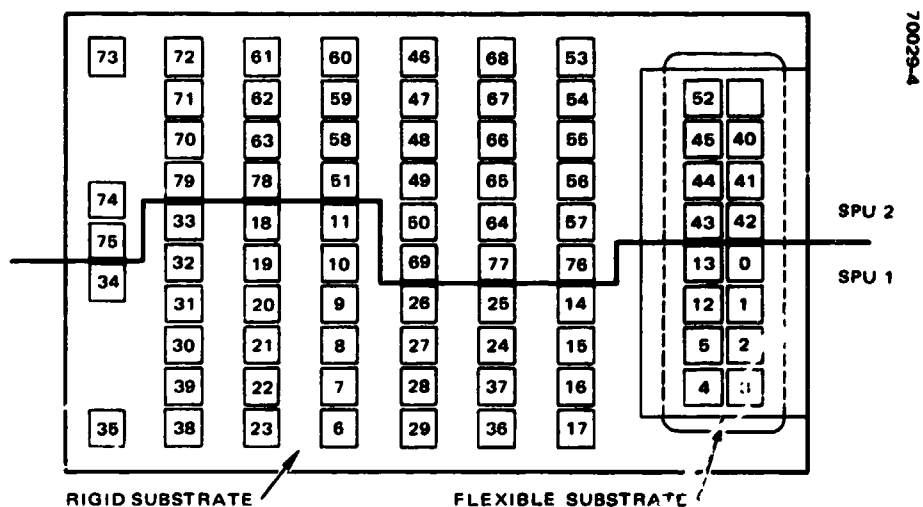 70029-4
73 72 61 60 46 68 53
71 62 59 47 67 54 52
70 63 58 48 66 55 45 40
74 79 78 51 49 65 56 44 41
SPU 2
75 33 18 11 50 64 57 43 42
34 32 19 10 69 77 76 13 0
SPU 1
31 20 9 26 25 14 12 1
30 21 8 27 24 15 5 2
39 22 7 28 37 16 4 3
35 38 23 6 29 36 17
RIGID SUBSTRATE FLEXIBLE SUBSTRATE